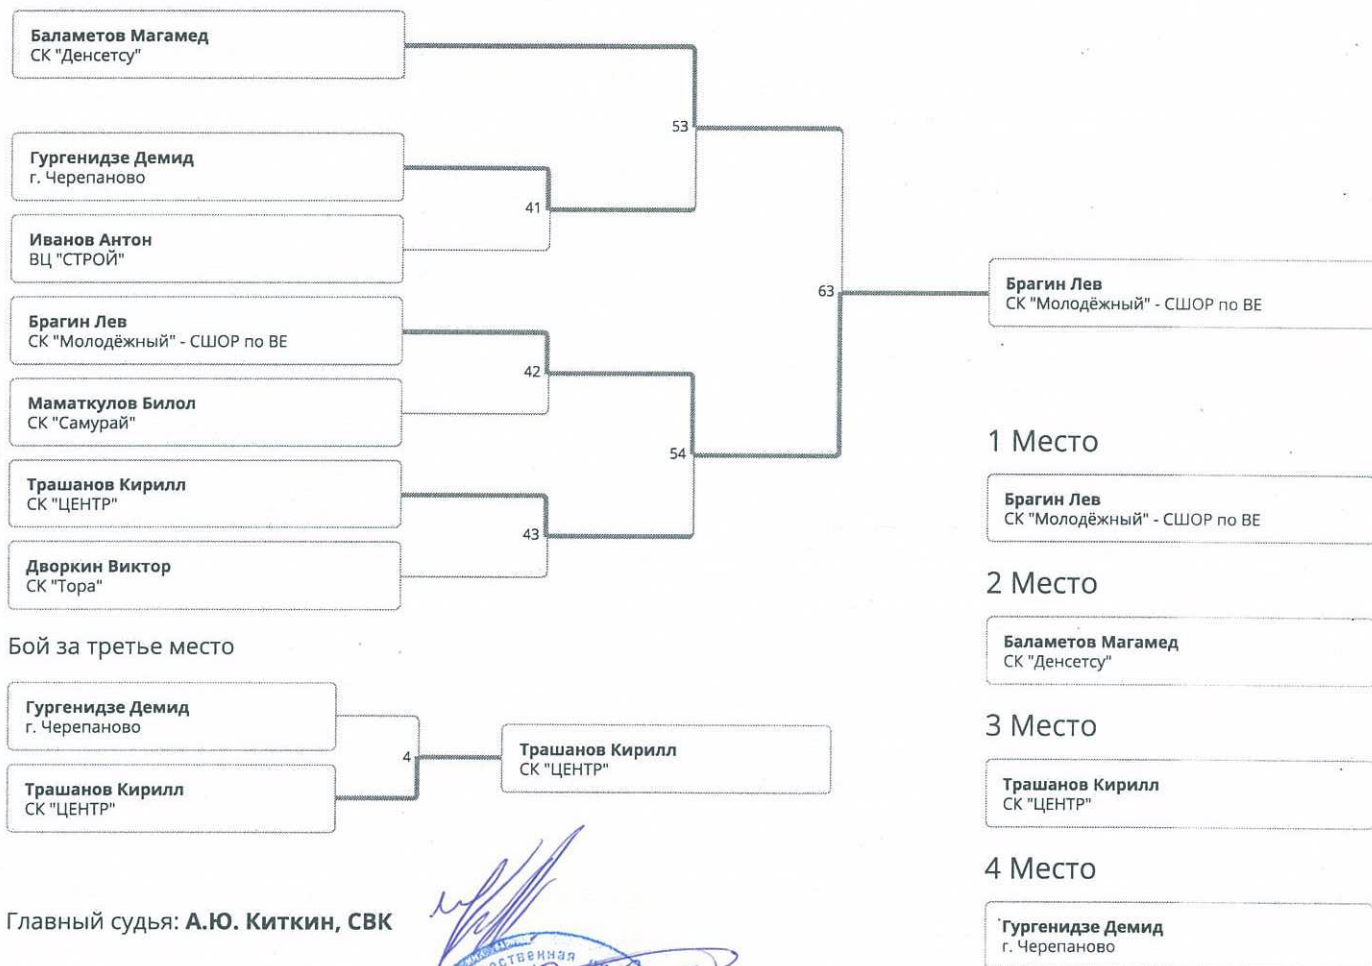 Баламетов Магамед
СК "Денсетсу"
53
Гургенидзе Демид
г. Черепаново
41
Иванов Антон
ВЦ "СТРОЙ"
63
Брагин Лев
СК "Молодёжный" - СШОР по ВЕ
Брагин Лев
СК "Молодёжный" - СШОР по ВЕ
42
Маматкулов Билол
СК "Самурай"
54
Трашанов Кирилл
СК "ЦЕНТР"
43
Дворкин Виктор
СК "Тора"
Бой за третье место
Гургенидзе Демид
г. Черепаново
4
Трашанов Кирилл
СК "ЦЕНТР"
Трашанов Кирилл
СК "ЦЕНТР"
1 Место
Брагин Лев
СК "Молодёжный" - СШОР по ВЕ
2 Место
Баламетов Магамед
СК "Денсетсу"
3 Место
Трашанов Кирилл
СК "ЦЕНТР"
4 Место
Гургенидзе Демид
г. Черепаново
Главный судья: А.Ю. Киткин, СВК